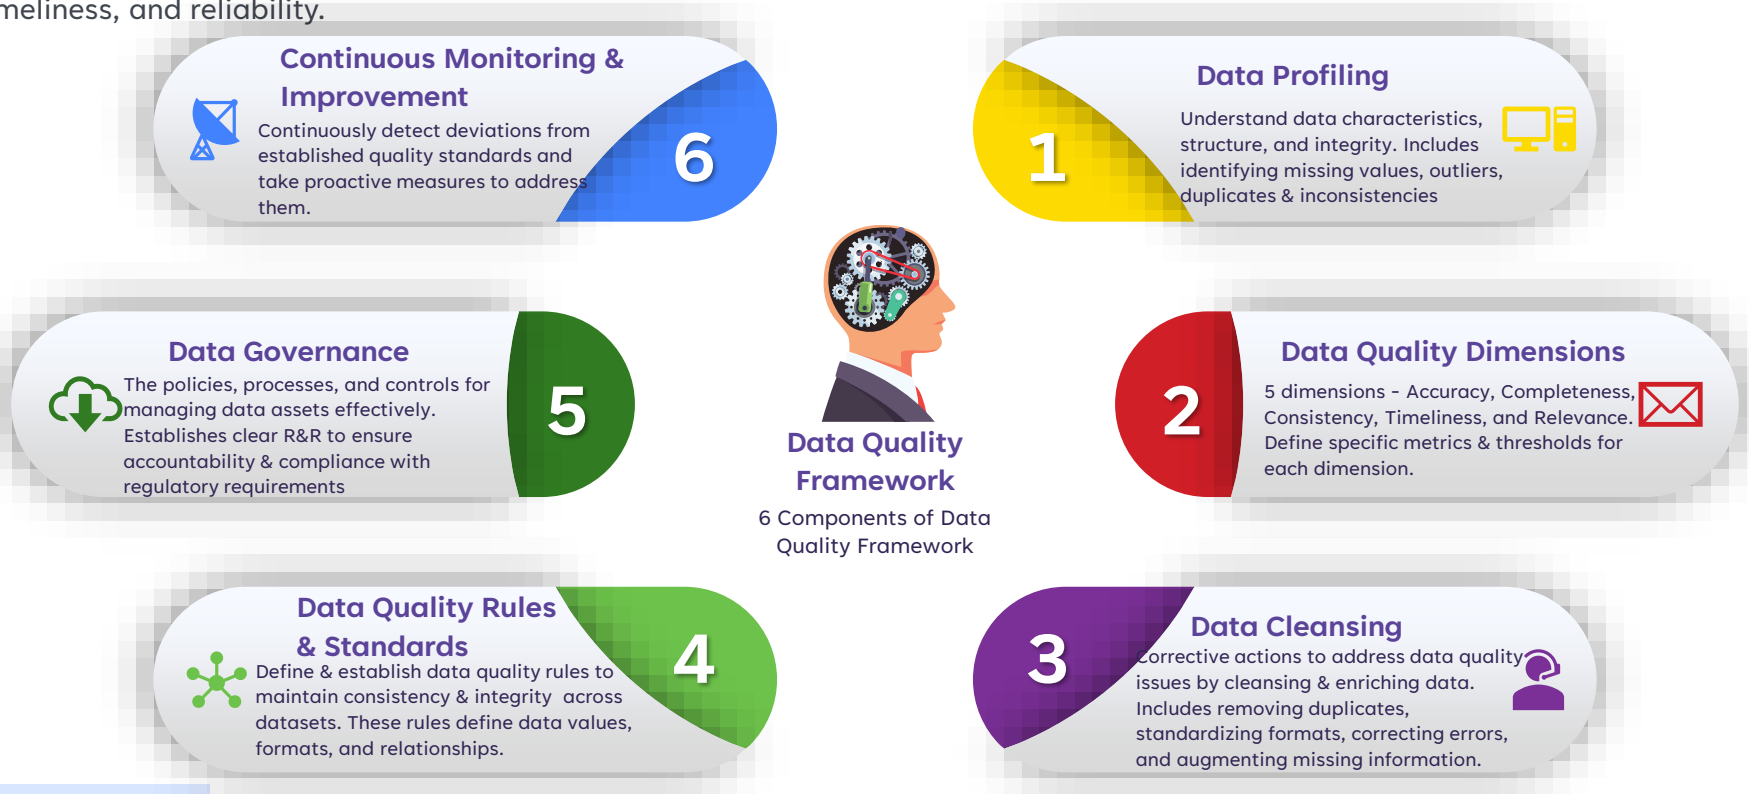 meliness, and reliability.
Continuous Monitoring &
Improvement
Continuously detect deviations from
established quality standards and
take proactive measures to address
them.
6
1
Data Profiling
Understand data characteristics,
structure, and integrity. Includes
identifying missing values, outliers,
duplicates & inconsistencies
Data Governance
The policies, processes, and controls for
managing data assets effectively.
Establishes clear R&R to ensure
accountability & compliance with
regulatory requirements
5
Data Quality
Framework
6 Components of Data
Quality Framework
2
Data Quality Dimensions
5 dimensions - Accuracy, Completeness,
Consistency, Timeliness, and Relevance.
Define specific metrics & thresholds for
each dimension.
Data Quality Rules
& Standards
Define & establish data quality rules to
maintain consistency & integrity across
datasets. These rules define data values,
formats, and relationships.
4
3
Data Cleansing
Corrective actions to address data quality
issues by cleansing & enriching data.
Includes removing duplicates,
standardizing formats, correcting errors,
and augmenting missing information.